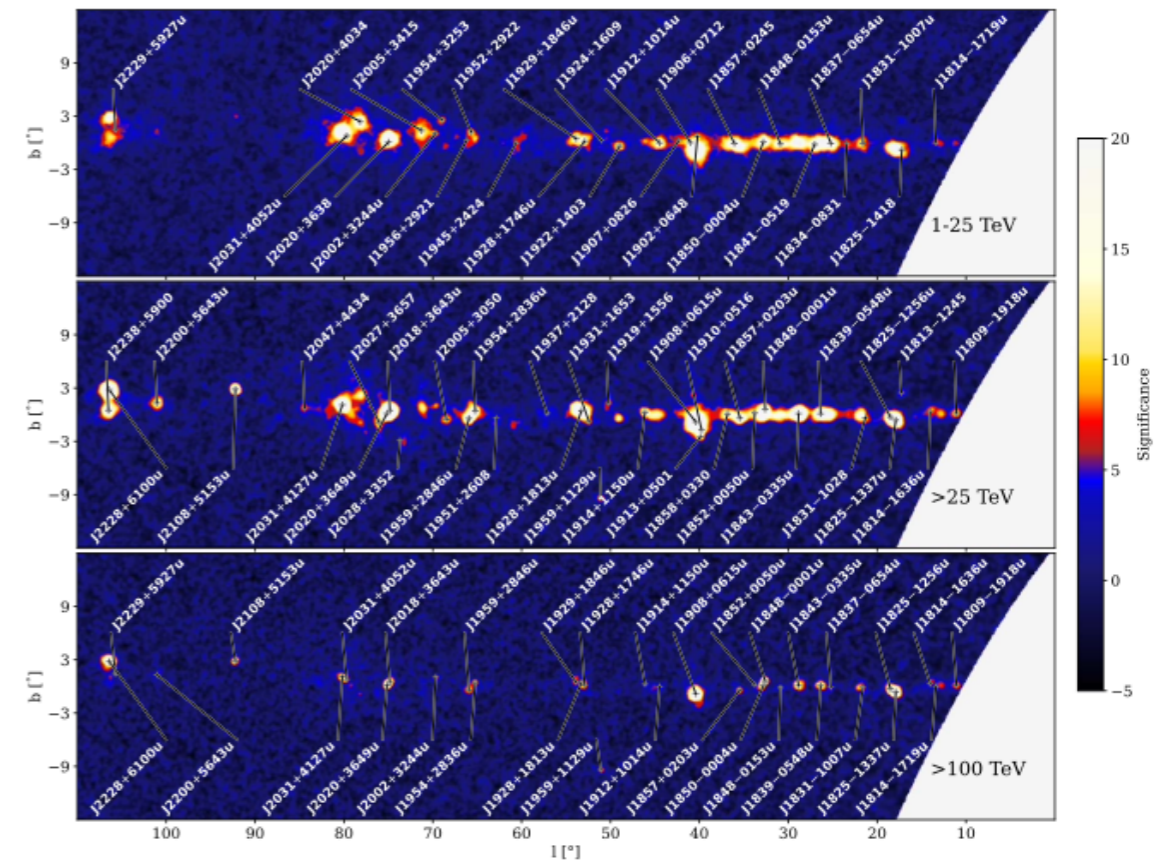 J2229+5927u J2020+4034 J2005+3415 J1954+3253 J1952+2922 J1929+1846u J1924+1609 J1912+1014u J1906+0712 J1857+0245 J1848−0153u J1837−0654u J1831−1007u J1814−1719u
9
3
−3
−9
b [°]
J2031+4052u J2020+3638 J2002+3244u J1956+2921 J1945+2424 J1928+1746u J1922+1403 J1907+0826 J1902+0648 J1850−0004u J1841−0519 J1834−0831 J1825−1418
1-25 TeV
J2238+5900 J2200+5643u J2047+4434 J2027+3657 J2018+3643u J2005+3050 J1954+2836u J1937+2128 J1931+1653 J1919+1556 J1908+0615u J1910+0516 J1857+0203u J1848−0001u J1839−0548u J1825−1256u J1813−1245 J1809−1918u
9
3
−3
−9
b [°]
J2228+6100u J2108+5153u J2031+4127u J2020+3649u J2028+3352 J1959+2846u J1951+2608 J1928+1813u J1959+1129u J1914+1150u J1913+0501 J1858+0330 J1852+0050u J1843−0335u J1831−1028 J1825−1337u J1814−1636u
>25 TeV
J2229+5927u J2108+5153u J2031+4052u J2018+3643u J1959+2846u J1929+1846u J1928+1746u J1914+1150u J1908+0615u J1852+0050u J1848−0001u J1843−0335u J1837−0654u J1825−1256u J1814−1636u J1809−1918u
9
3
−3
−9
b [°]
J2228+6100u J2200+5643u J2031+4127u J2020+3649u J2002+3244u J1954+2836u J1928+1813u J1959+1129u J1912+1014u J1857+0203u J1850−0004u J1848−0153u J1839−0548u J1831−1007u J1825−1337u J1814−1719u
>100 TeV
100 90 80 70 60 50 40 30 20 10
l [°]
20
15
10
5
0
−5
Significance